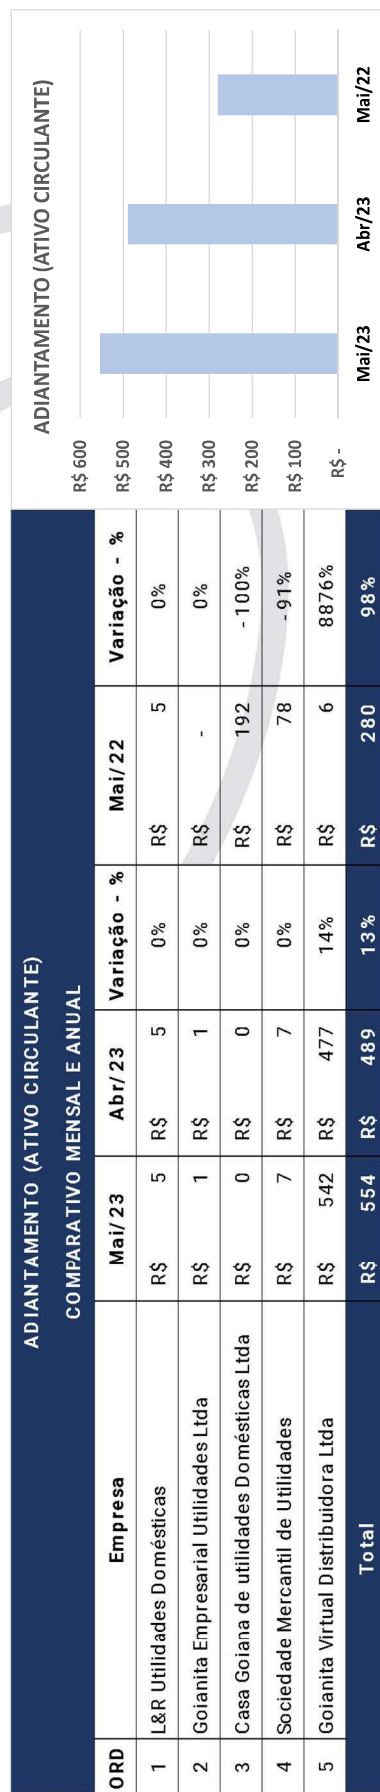 ADIANTAMENTO (ATIVO CIRCULANTE)
COMPARATIVO MENSAL E ANUAL
ORD Empresa Mai/23 Abr/23 Variação - % Mai/22 Variação - %
1 L&R Utilidades Domésticas R$ 5 R$ 5 0% R$ 5 0%
2 Goianita Empresarial Utilidades Ltda R$ 1 R$ 1 0% R$ - 0%
3 Casa Goiana de utilidades Domésticas Ltda R$ 0 R$ 0 0% R$ 192 -100%
4 Sociedade Mercantil de Utilidades R$ 7 R$ 7 0% R$ 78 -91%
5 Goianita Virtual Distribuidora Ltda R$ 542 R$ 477 14% R$ 6 8876%
Total R$ 554 R$ 489 13% R$ 280 98%
ADIANTAMENTO (ATIVO CIRCULANTE)
R$ 600
R$ 500
R$ 400
R$ 300
R$ 200
R$ 100
R$ -
Mai/23 Abr/23 Mai/22